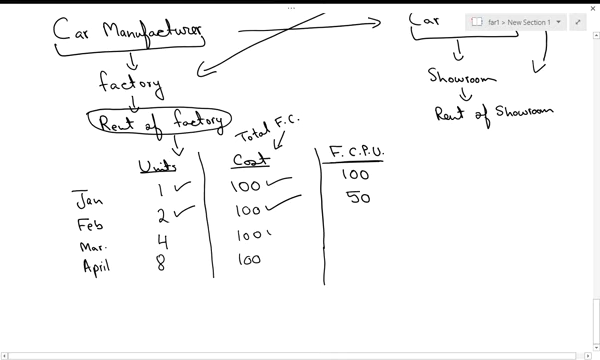 Car Manufacturer
Car
far1 > New Section 1
factory
Showroom
Rent of factory
Rent of Showroom
Total F.C.
Units Cost F.C.P.U.
Jan 1 100 100
Feb 2 100 50
Mar. 4 100
April 8 100